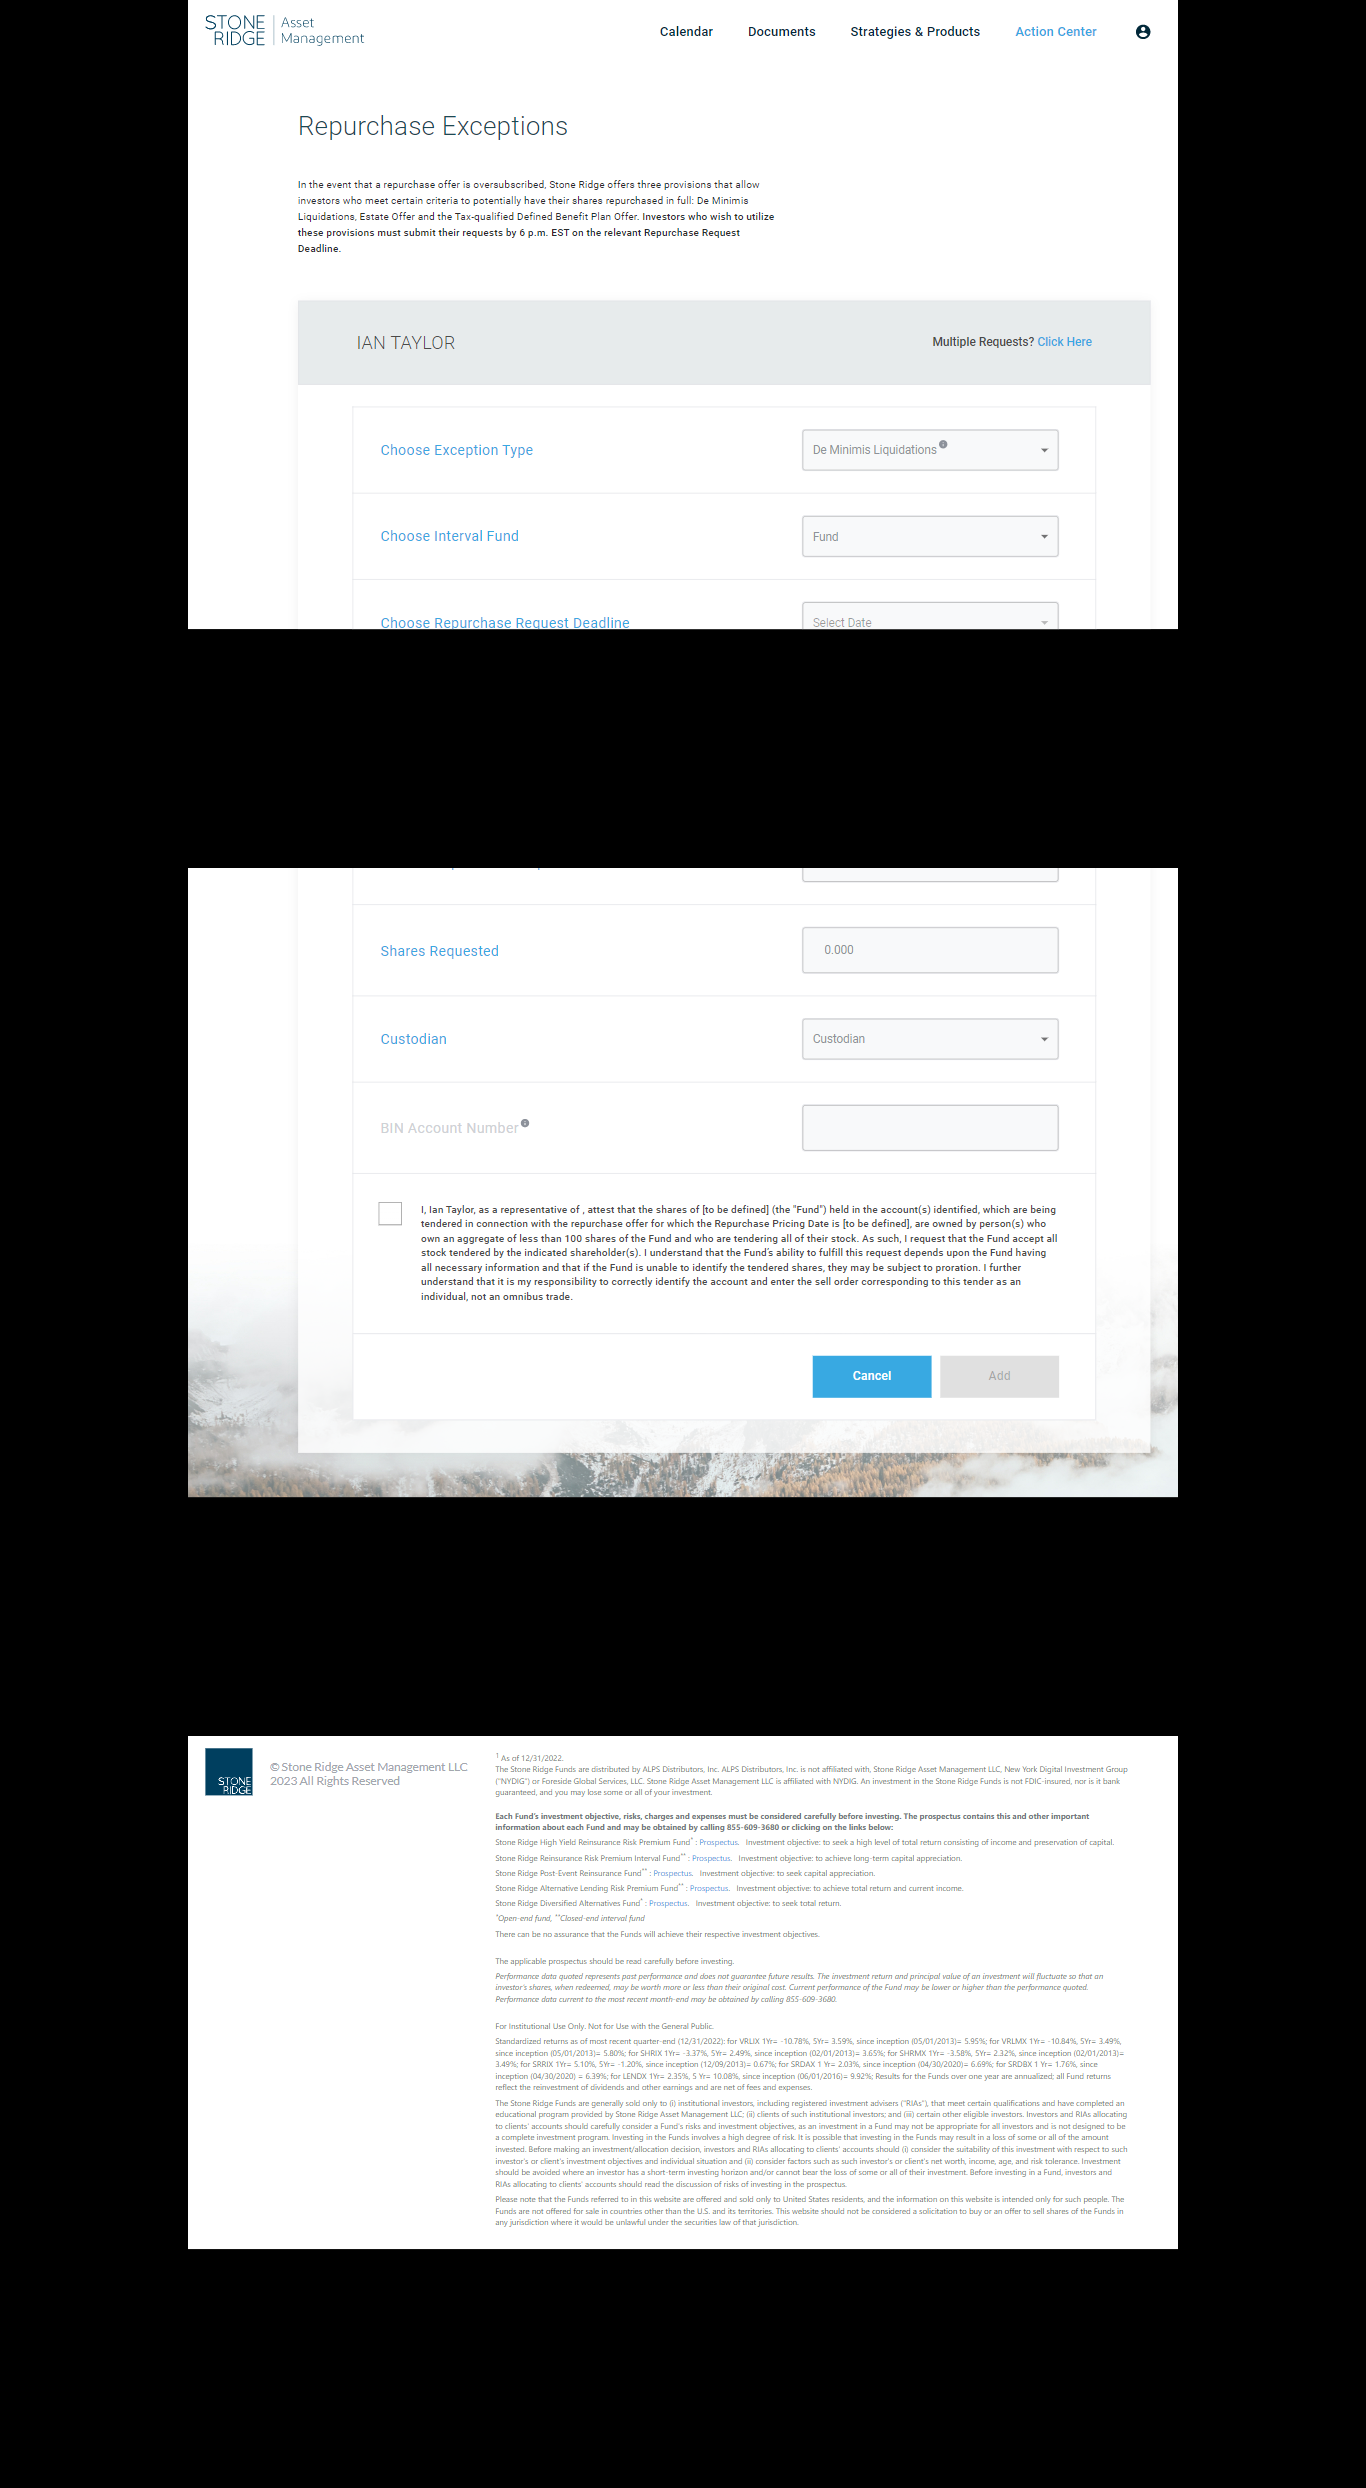 STONE RIDGE Asset Management
Calendar Documents Strategies & Products Action Center
Repurchase Exceptions
In the event that a repurchase offer is oversubscribed, Stone Ridge offers three provisions that allow
investors who meet certain criteria to potentially have their shares repurchased in full: De Minimis
Liquidations, Estate Offer and the Tax-qualified Defined Benefit Plan Offer. Investors who wish to utilize
these provisions must submit their requests by 6 p.m. EST on the relevant Repurchase Request
Deadline.
IAN TAYLOR
Multiple Requests? Click Here
Choose Exception Type
De Minimis Liquidations
Choose Interval Fund
Fund
Choose Repurchase Request Deadline
Select Date
Shares Requested
0.000
Custodian
Custodian
BIN Account Number
I, Ian Taylor, as a representative of , attest that the shares of [to be defined] (the "Fund") held in the account(s) identified, which are being
tendered in connection with the repurchase offer for which the Repurchase Pricing Date is [to be defined], are owned by person(s) who
own an aggregate of less than 100 shares of the Fund and who are tendering all of their stock. As such, I request that the Fund accept all
stock tendered by the indicated shareholder(s). I understand that the Fund's ability to fulfill this request depends upon the Fund having
all necessary information and that if the Fund is unable to identify the tendered shares, they may be subject to proration. I further
understand that it is my responsibility to correctly identify the account and enter the sell order corresponding to this tender as an
individual, not an omnibus trade.
Cancel
Add
STONE RIDGE
© Stone Ridge Asset Management LLC
2023 All Rights Reserved
1 As of 12/31/2022.
The Stone Ridge Funds are distributed by ALPS Distributors, Inc. ALPS Distributors, Inc. is not affiliated with, Stone Ridge Asset Management LLC, New York Digital Investment Group
("NYDIG") or Foreside Global Services, LLC. Stone Ridge Asset Management LLC is affiliated with NYDIG. An investment in the Stone Ridge Funds is not FDIC-insured, nor is it bank
guaranteed, and you may lose some or all of your investment.
Each Fund's investment objective, risks, charges and expenses must be considered carefully before investing. The prospectus contains this and other important
information about each Fund and may be obtained by calling 855-609-3680 or clicking on the links below:
Stone Ridge High Yield Reinsurance Risk Premium Fund* : Prospectus. Investment objective: to seek a high level of total return consisting of income and preservation of capital.
Stone Ridge Reinsurance Risk Premium Interval Fund** : Prospectus. Investment objective: to achieve long-term capital appreciation.
Stone Ridge Post-Event Reinsurance Fund** : Prospectus. Investment objective: to seek capital appreciation.
Stone Ridge Alternative Lending Risk Premium Fund** : Prospectus. Investment objective: to achieve total return and current income.
Stone Ridge Diversified Alternatives Fund* : Prospectus. Investment objective: to seek total return.
*Open-end fund, **Closed-end interval fund
There can be no assurance that the Funds will achieve their respective investment objectives.
The applicable prospectus should be read carefully before investing.
Performance data quoted represents past performance and does not guarantee future results. The investment return and principal value of an investment will fluctuate so that an
investor's shares, when redeemed, may be worth more or less than their original cost. Current performance of the Fund may be lower or higher than the performance quoted.
Performance data current to the most recent month-end may be obtained by calling 855-609-3680.
For Institutional Use Only. Not for Use with the General Public.
Standardized returns as of most recent quarter-end (12/31/2022): for VRLIX 1Yr= -10.78%, 5Yr= 3.59%, since inception (05/01/2013)= 5.95%; for VRLMX 1Yr= -10.84%, 5Yr= 3.49%,
since inception (05/01/2013)= 5.80%; for SHRIX 1Yr= -3.37%, 5Yr= 2.49%, since inception (02/01/2013)= 3.65%; for SHRMX 1Yr= -3.58%, 5Yr= 2.32%, since inception (02/01/2013)=
3.49%; for SRRIX 1Yr= 5.10%, 5Yr= -1.20%, since inception (12/09/2013)= 0.67%; for SRDAX 1 Yr= 2.03%, since inception (04/30/2020)= 6.69%; for SRDBX 1 Yr= 1.76%, since
inception (04/30/2020) = 6.39%; for LENDX 1Yr= 2.35%, 5 Yr= 10.08%, since inception (06/01/2016)= 9.92%; Results for the Funds over one year are annualized; all Fund returns
reflect the reinvestment of dividends and other earnings and are net of fees and expenses.
The Stone Ridge Funds are generally sold only to (i) institutional investors, including registered investment advisers ("RIAs"), that meet certain qualifications and have completed an
educational program provided by Stone Ridge Asset Management LLC; (ii) clients of such institutional investors; and (iii) certain other eligible investors. Investors and RIAs allocating
to clients' accounts should carefully consider a Fund's risks and investment objectives, as an investment in a Fund may not be appropriate for all investors and is not designed to be
a complete investment program. Investing in the Funds involves a high degree of risk. It is possible that investing in the Funds may result in a loss of some or all of the amount
invested. Before making an investment/allocation decision, investors and RIAs allocating to clients' accounts should (i) consider the suitability of this investment with respect to such
investor's or client's investment objectives and individual situation and (ii) consider factors such as such investor's or client's net worth, income, age, and risk tolerance. Investment
should be avoided where an investor has a short-term investing horizon and/or cannot bear the loss of some or all of their investment. Before investing in a Fund, investors and
RIAs allocating to clients' accounts should read the discussion of risks of investing in the prospectus.
Please note that the Funds referred to in this website are offered and sold only to United States residents, and the information on this website is intended only for such people. The
Funds are not offered for sale in countries other than the U.S. and its territories. This website should not be considered a solicitation to buy or an offer to sell shares of the Funds in
any jurisdiction where it would be unlawful under the securities law of that jurisdiction.